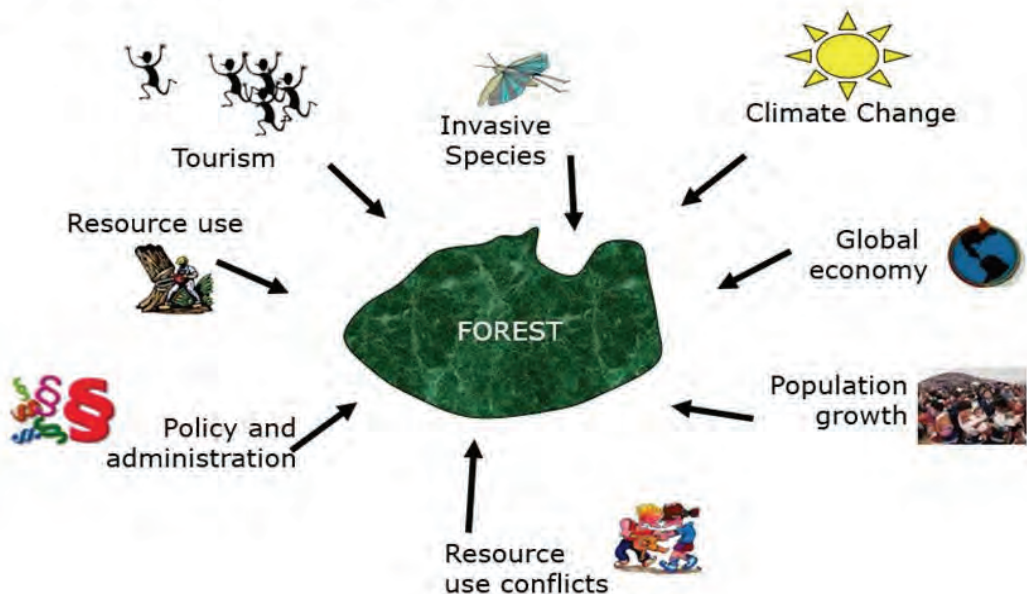 Tourism
Invasive
Species
Climate Change
Resource use
Global
economy
FOREST
Population
growth
Policy and
administration
Resource
use conflicts